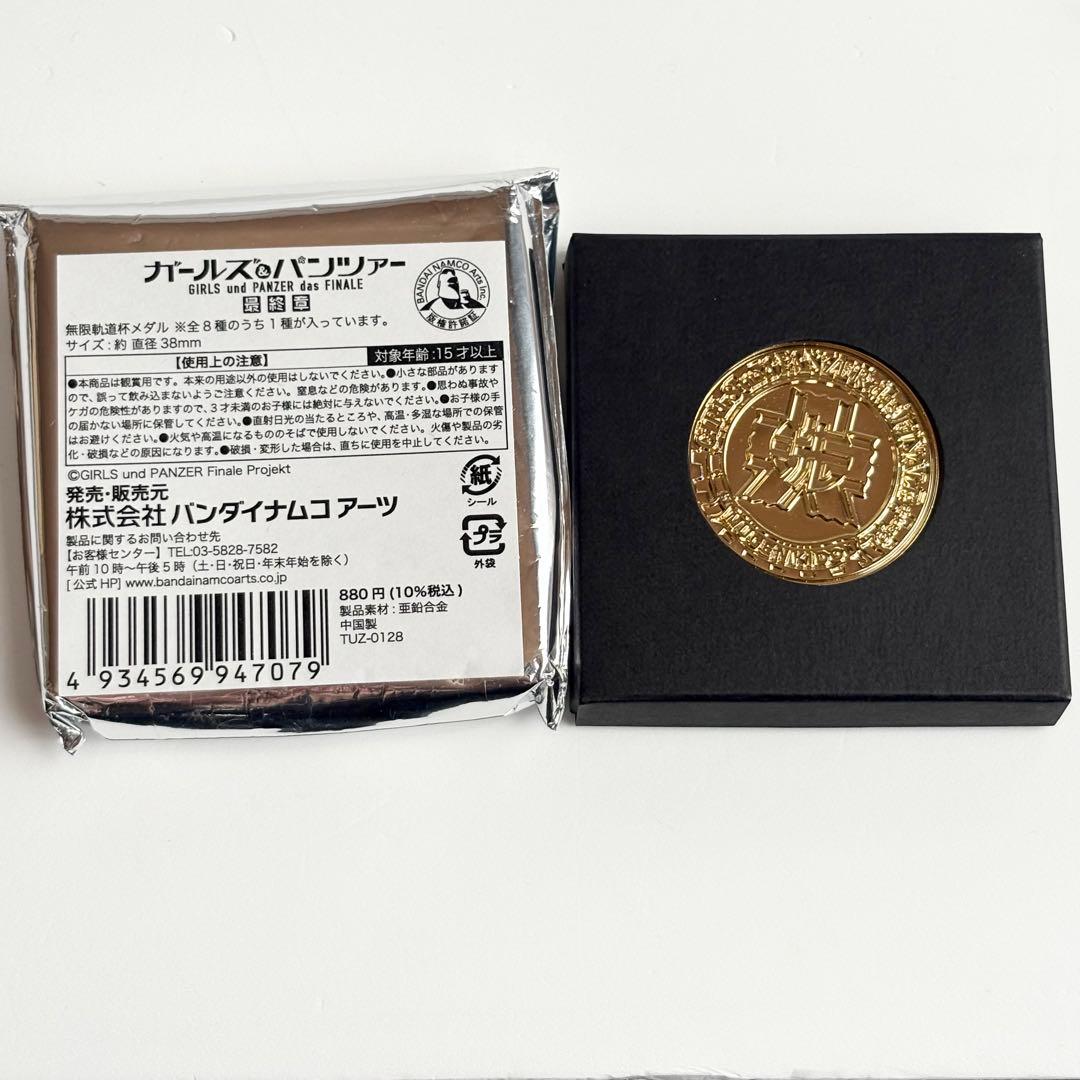 ガールズ&パンツァー
GIRLS und PANZER das FINALE
最終章
BANDAI NAMCO Arts Inc.
版権許諾証
無限軌道杯メダル ※全8種のうち1種が入っています。
サイズ:約 直径 38mm
【使用上の注意】
対象年齢:15才以上
●本商品は観賞用です。本来の用途以外の使用はしないでください。●小さな部品があります
ので、誤って飲み込まないようご注意ください。窒息などの危険があります。●思わぬ事故や
ケガの危険性がありますので、3才未満のお子様には絶対に与えないでください。●お子様の手
の届かない場所に保管してください。●直射日光の当たるところや、高温・多湿な場所での保管
はお避けください。●火気や高温になるもののそばで使用しないでください。火傷や製品の劣
化・破損などの原因になります。●破損・変形した場合は、直ちに使用を中止してください。
©GIRLS und PANZER Finale Projekt
発売・販売元
株式会社 バンダイナムコ アーツ
製品に関するお問い合わせ先
【お客様センター】TEL:03-5828-7582
午前10時〜午後5時(土・日・祝日・年末年始を除く)
[公式HP] www.bandainamcoarts.co.jp
紙
シール
プラ
外袋
880円(10%税込)
製品素材:亜鉛合金
中国製
TUZ-0128
4 934569 947079